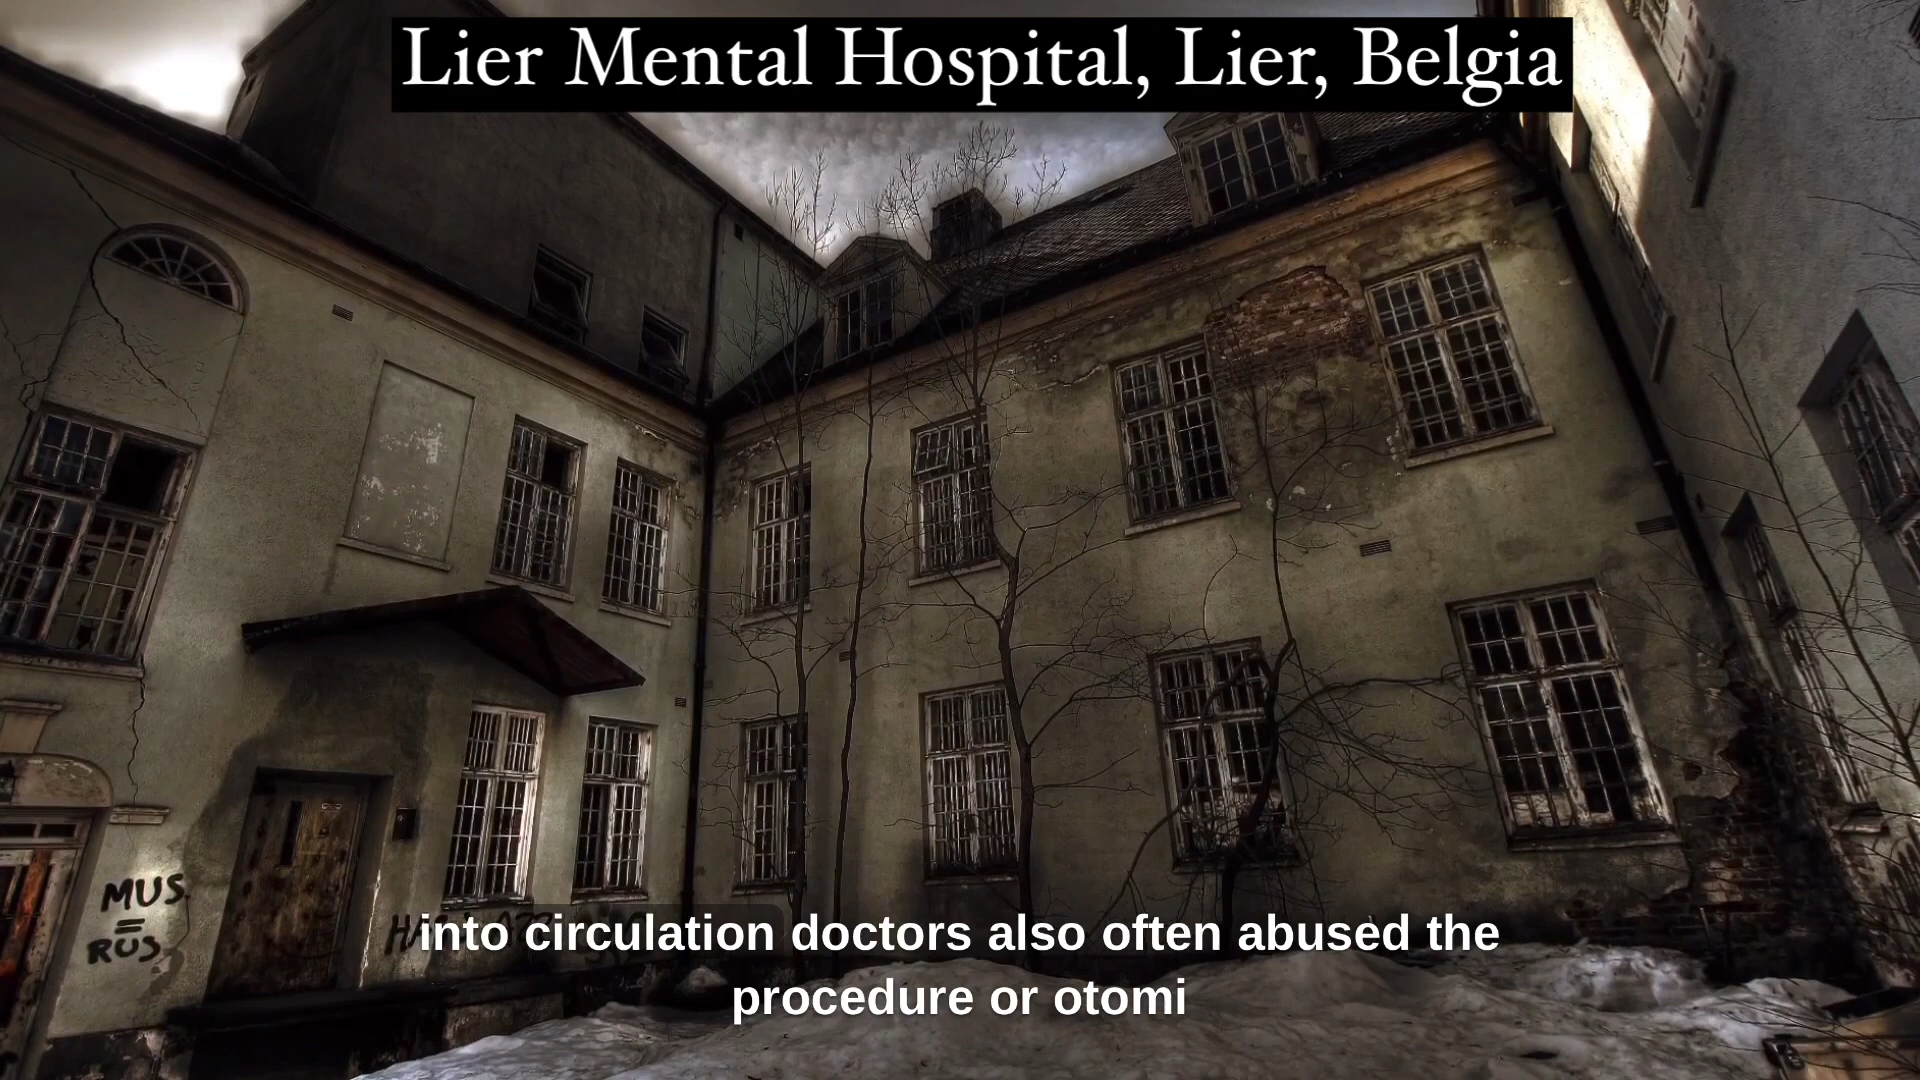 Lier Mental Hospital, Lier, Belgia
MUS
=
RUS
into circulation doctors also often abused the
procedure or otomi